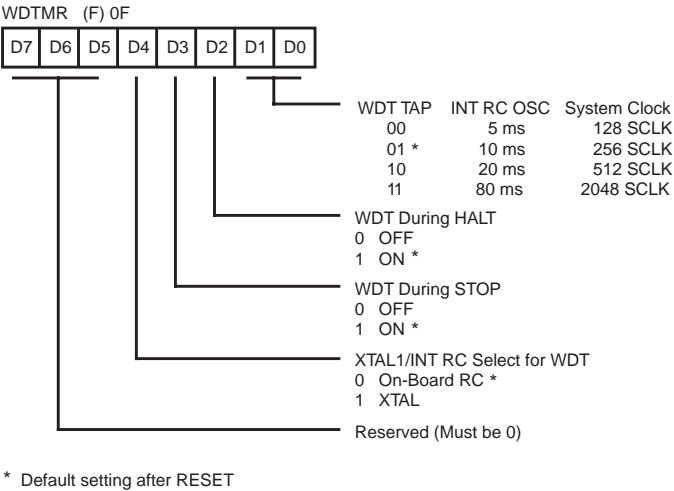 WDTMR (F) 0F
D7 D6 D5 D4 D3 D2 D1 D0
WDT TAP INT RC OSC System Clock
00 5 ms 128 SCLK
01 * 10 ms 256 SCLK
10 20 ms 512 SCLK
11 80 ms 2048 SCLK
WDT During HALT
0 OFF
1 ON *
WDT During STOP
0 OFF
1 ON *
XTAL1/INT RC Select for WDT
0 On-Board RC *
1 XTAL
Reserved (Must be 0)
* Default setting after RESET